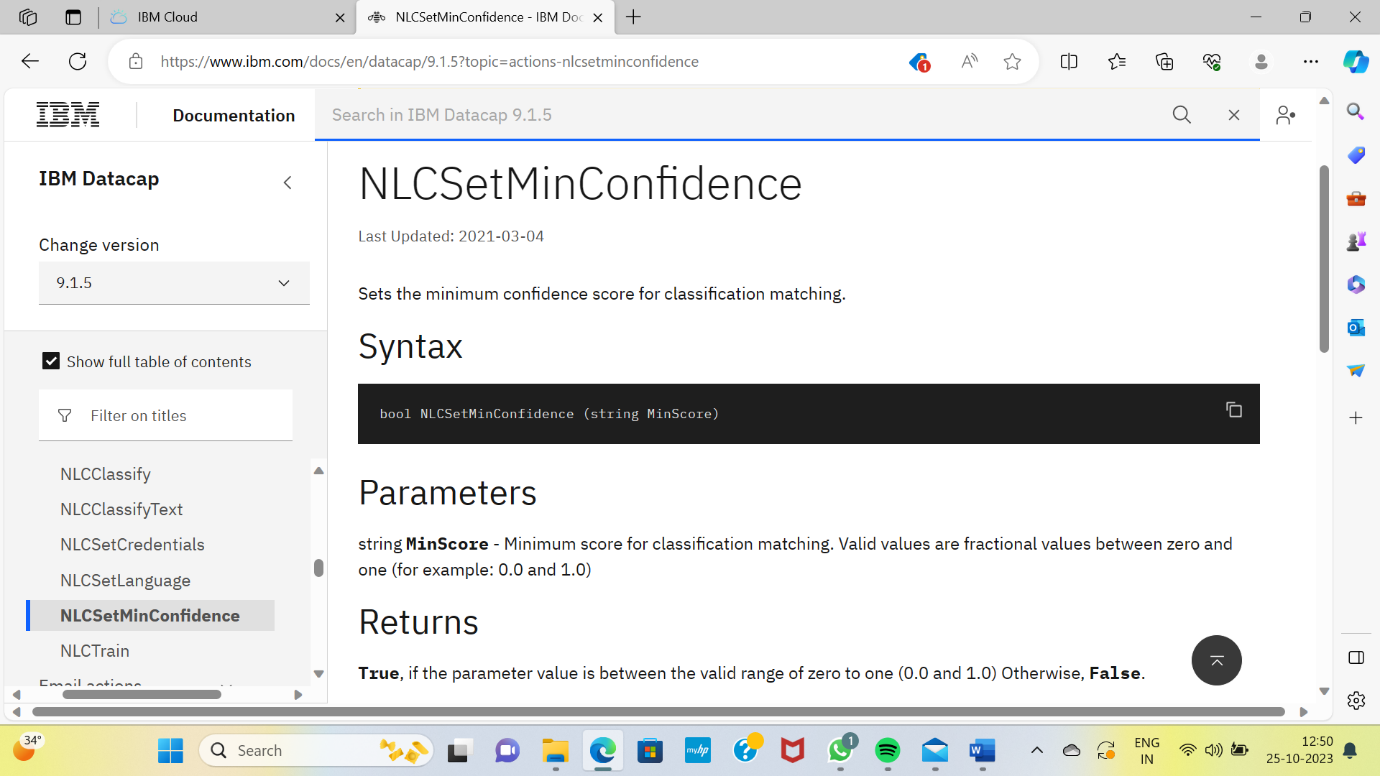 IBM Cloud
NLCSetMinConfidence - IBM Doc
https://www.ibm.com/docs/en/datacap/9.1.5?topic=actions-nlcsetminconfidence
1
IBM
Documentation
Search in IBM Datacap 9.1.5
IBM Datacap
Change version
9.1.5
Show full table of contents
Filter on titles
NLCClassify
NLCClassifyText
NLCSetCredentials
NLCSetLanguage
NLCSetMinConfidence
NLCTrain
Email actions
NLCSetMinConfidence
Last Updated: 2021-03-04
Sets the minimum confidence score for classification matching.
Syntax
bool NLCSetMinConfidence (string MinScore)
Parameters
string MinScore - Minimum score for classification matching. Valid values are fractional values between zero and
one (for example: 0.0 and 1.0)
Returns
True, if the parameter value is between the valid range of zero to one (0.0 and 1.0) Otherwise, False.
34°
Search
myhp
1
ENG
IN
12:50
25-10-2023